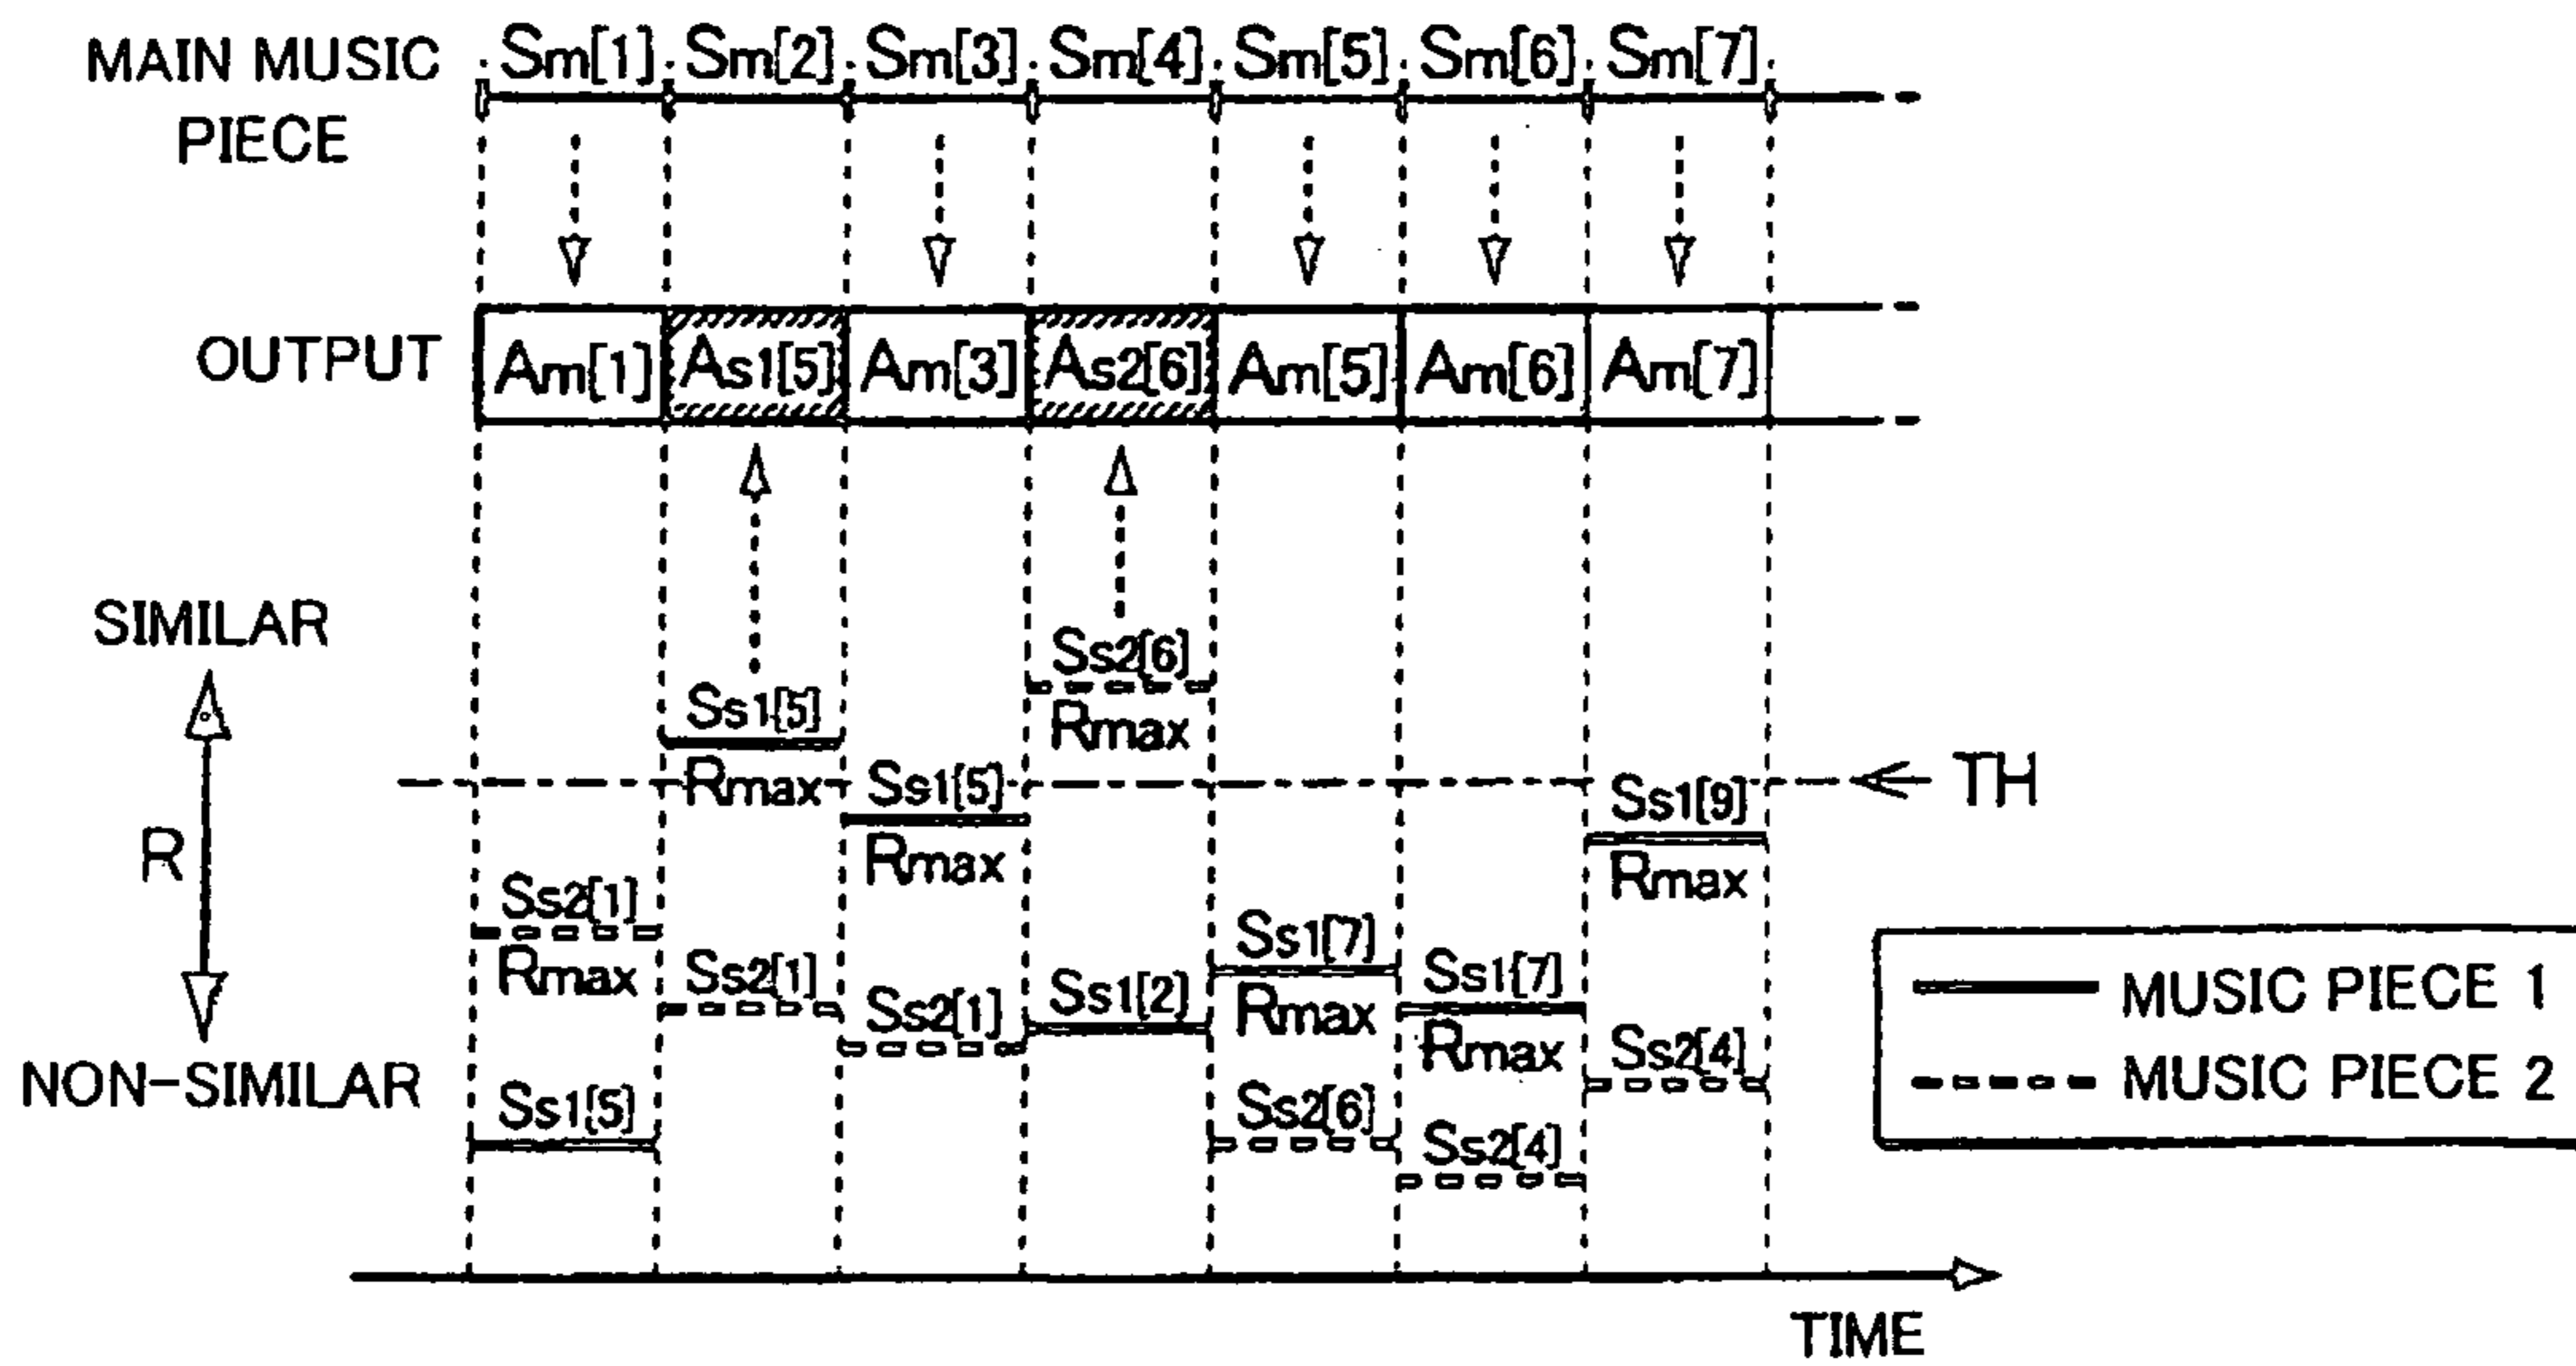 MAIN MUSIC PIECE
Sm[1] Sm[2] Sm[3] Sm[4] Sm[5] Sm[6] Sm[7]
OUTPUT
Am[1] As1[5] Am[3] As2[6] Am[5] Am[6] Am[7]
SIMILAR
R
NON-SIMILAR
TH
Ss2[1]
Rmax
Ss1[5]
Ss1[5]
Rmax
Ss2[1]
Ss1[5]
Rmax
Ss2[1]
Ss2[6]
Rmax
Ss1[2]
Ss1[7]
Rmax
Ss2[6]
Ss1[7]
Rmax
Ss2[4]
Ss1[9]
Rmax
Ss2[4]
MUSIC PIECE 1
MUSIC PIECE 2
TIME